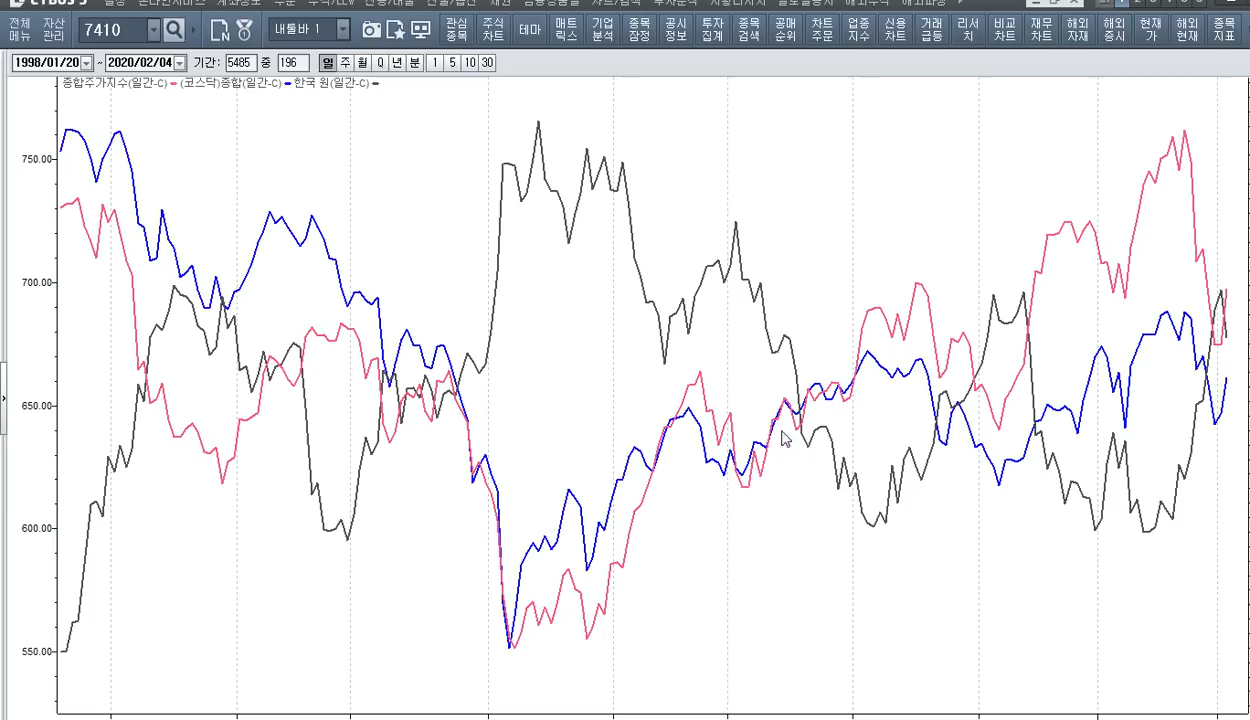 CYBOS 5
7410 내툴바 1
전체 메뉴 자산 관리 관심 종목 주식 차트 테마 매트 릭스 기업 분석 종목 잠정 공시 정보 투자 집계 종목 검색 공매 순위 차트 주문 업종 지수 신용 차트 거래 급등 리서 치 비교 차트 재무 차트 해외 자재 해외 증시 현재 가 해외 현재 종목 지표
1998/01/20 ~ 2020/02/04 기간: 5485 중 196 일 주 월 Q 년 분 1 5 10 30
종합주가지수(일간-C) (코스닥)종합(일간-C) 한국 원(일간-C)
750.00
700.00
650.00
600.00
550.00